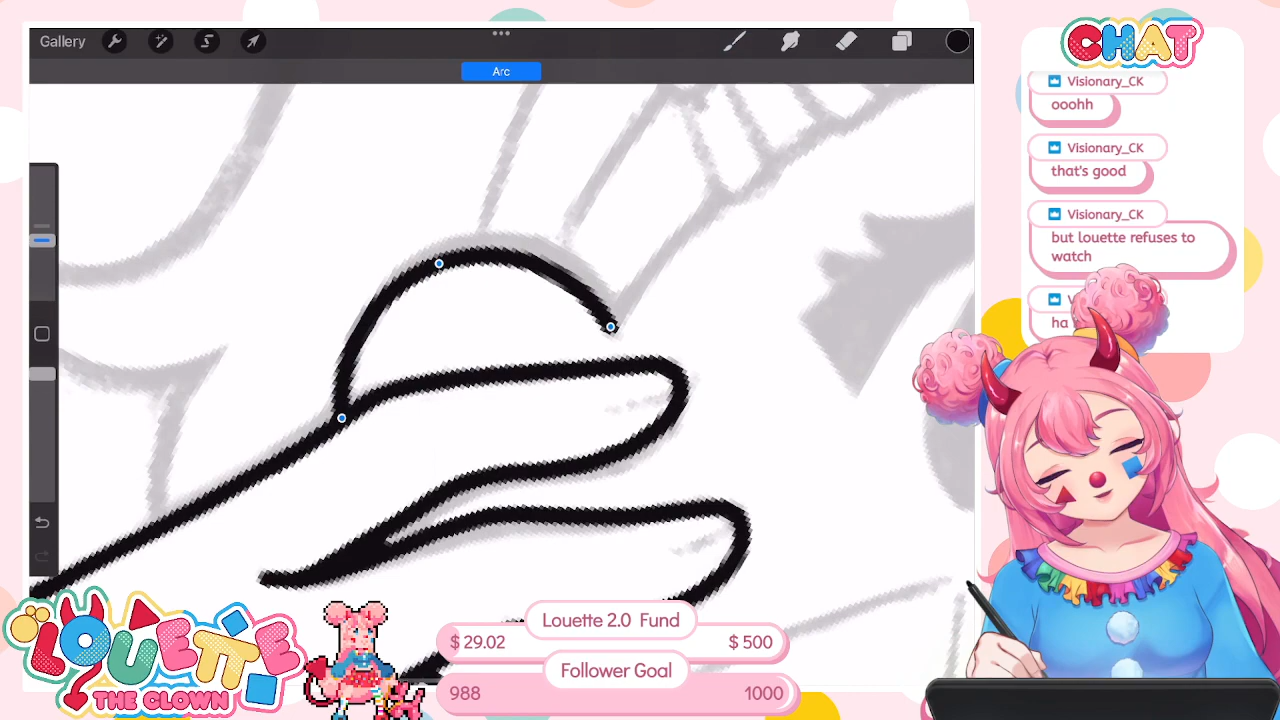 Gallery
Arc
CHAT
Visionary_CK
ooohh
Visionary_CK
that's good
Visionary_CK
but louette refuses to
watch
ha
LOUETTE
THE CLOWN
Louette 2.0 Fund
$ 29.02
$ 500
Follower Goal
988
1000